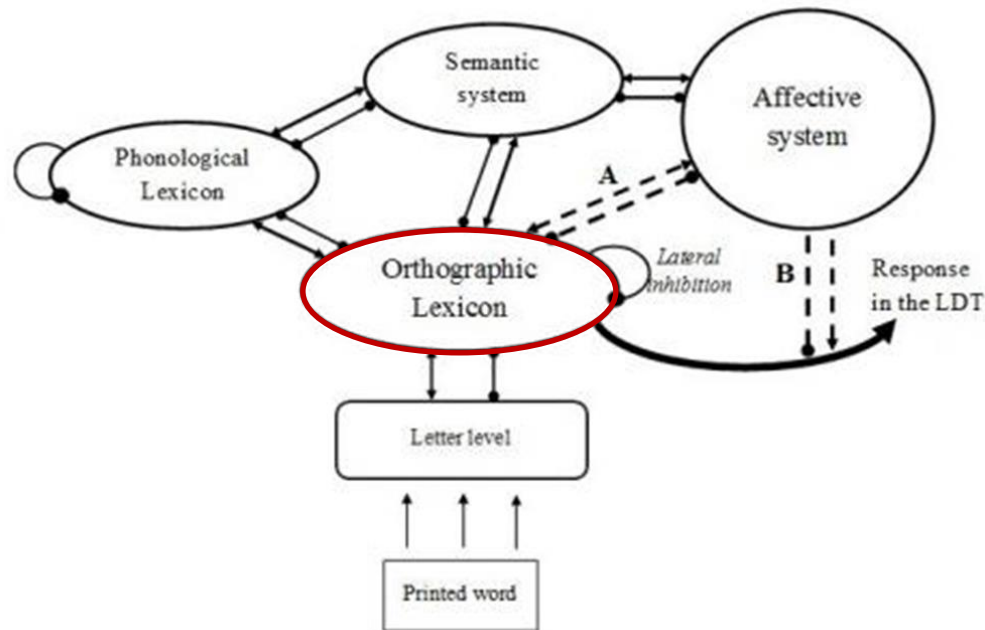 Semantic
system
Affective
system
Phonological
Lexicon
A
Orthographic
Lexicon
Lateral
inhibition
B
Response
in the LDT
Letter level
Printed word